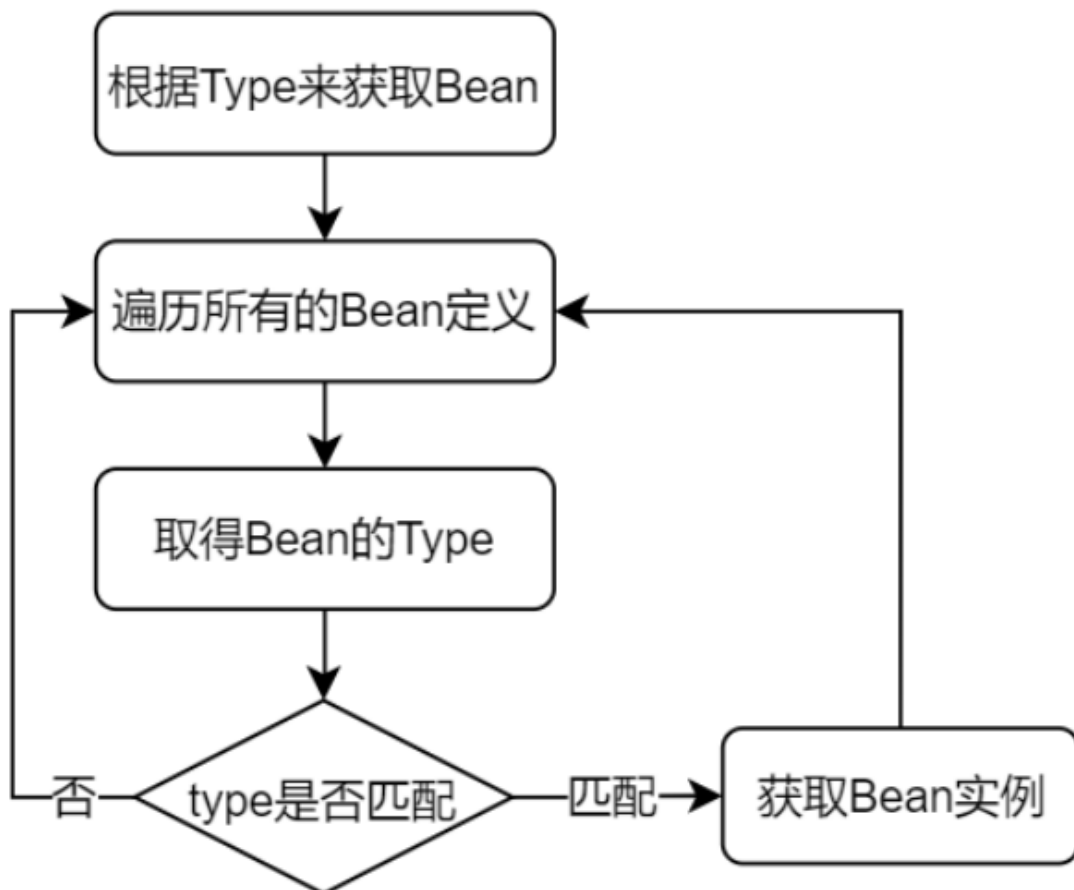 根据Type来获取Bean
遍历所有的Bean定义
取得Bean的Type
否
type是否匹配
匹配
获取Bean实例